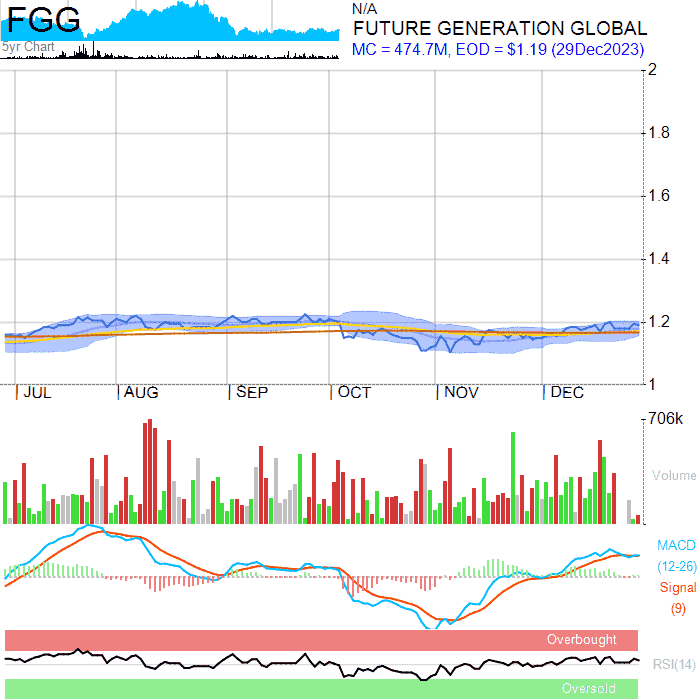 FGG
5yr Chart
N/A
FUTURE GENERATION GLOBAL
MC = 474.7M, EOD = $1.19 (29Dec2023)
2
1.8
1.6
1.4
1.2
1
| JUL | AUG | SEP | OCT | NOV | DEC
706k
Volume
MACD
(12-26)
Signal
(9)
Overbought
RSI(14)
Oversold